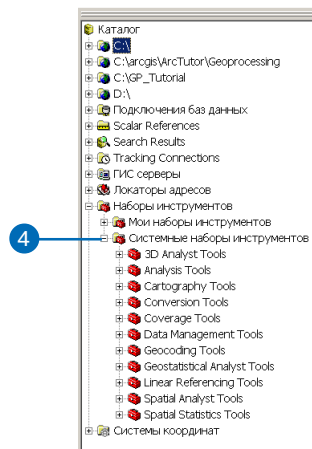 Каталог
C:\
C:\arcgis\ArcTutor\Geoprocessing
C:\GP_Tutorial
D:\
Подключения баз данных
Scalar References
Search Results
Tracking Connections
ГИС серверы
Локаторы адресов
Наборы инструментов
Мои наборы инструментов
4 Системные наборы инструментов
3D Analyst Tools
Analysis Tools
Cartography Tools
Conversion Tools
Coverage Tools
Data Management Tools
Geocoding Tools
Geostatistical Analyst Tools
Linear Referencing Tools
Spatial Analyst Tools
Spatial Statistics Tools
Системы координат